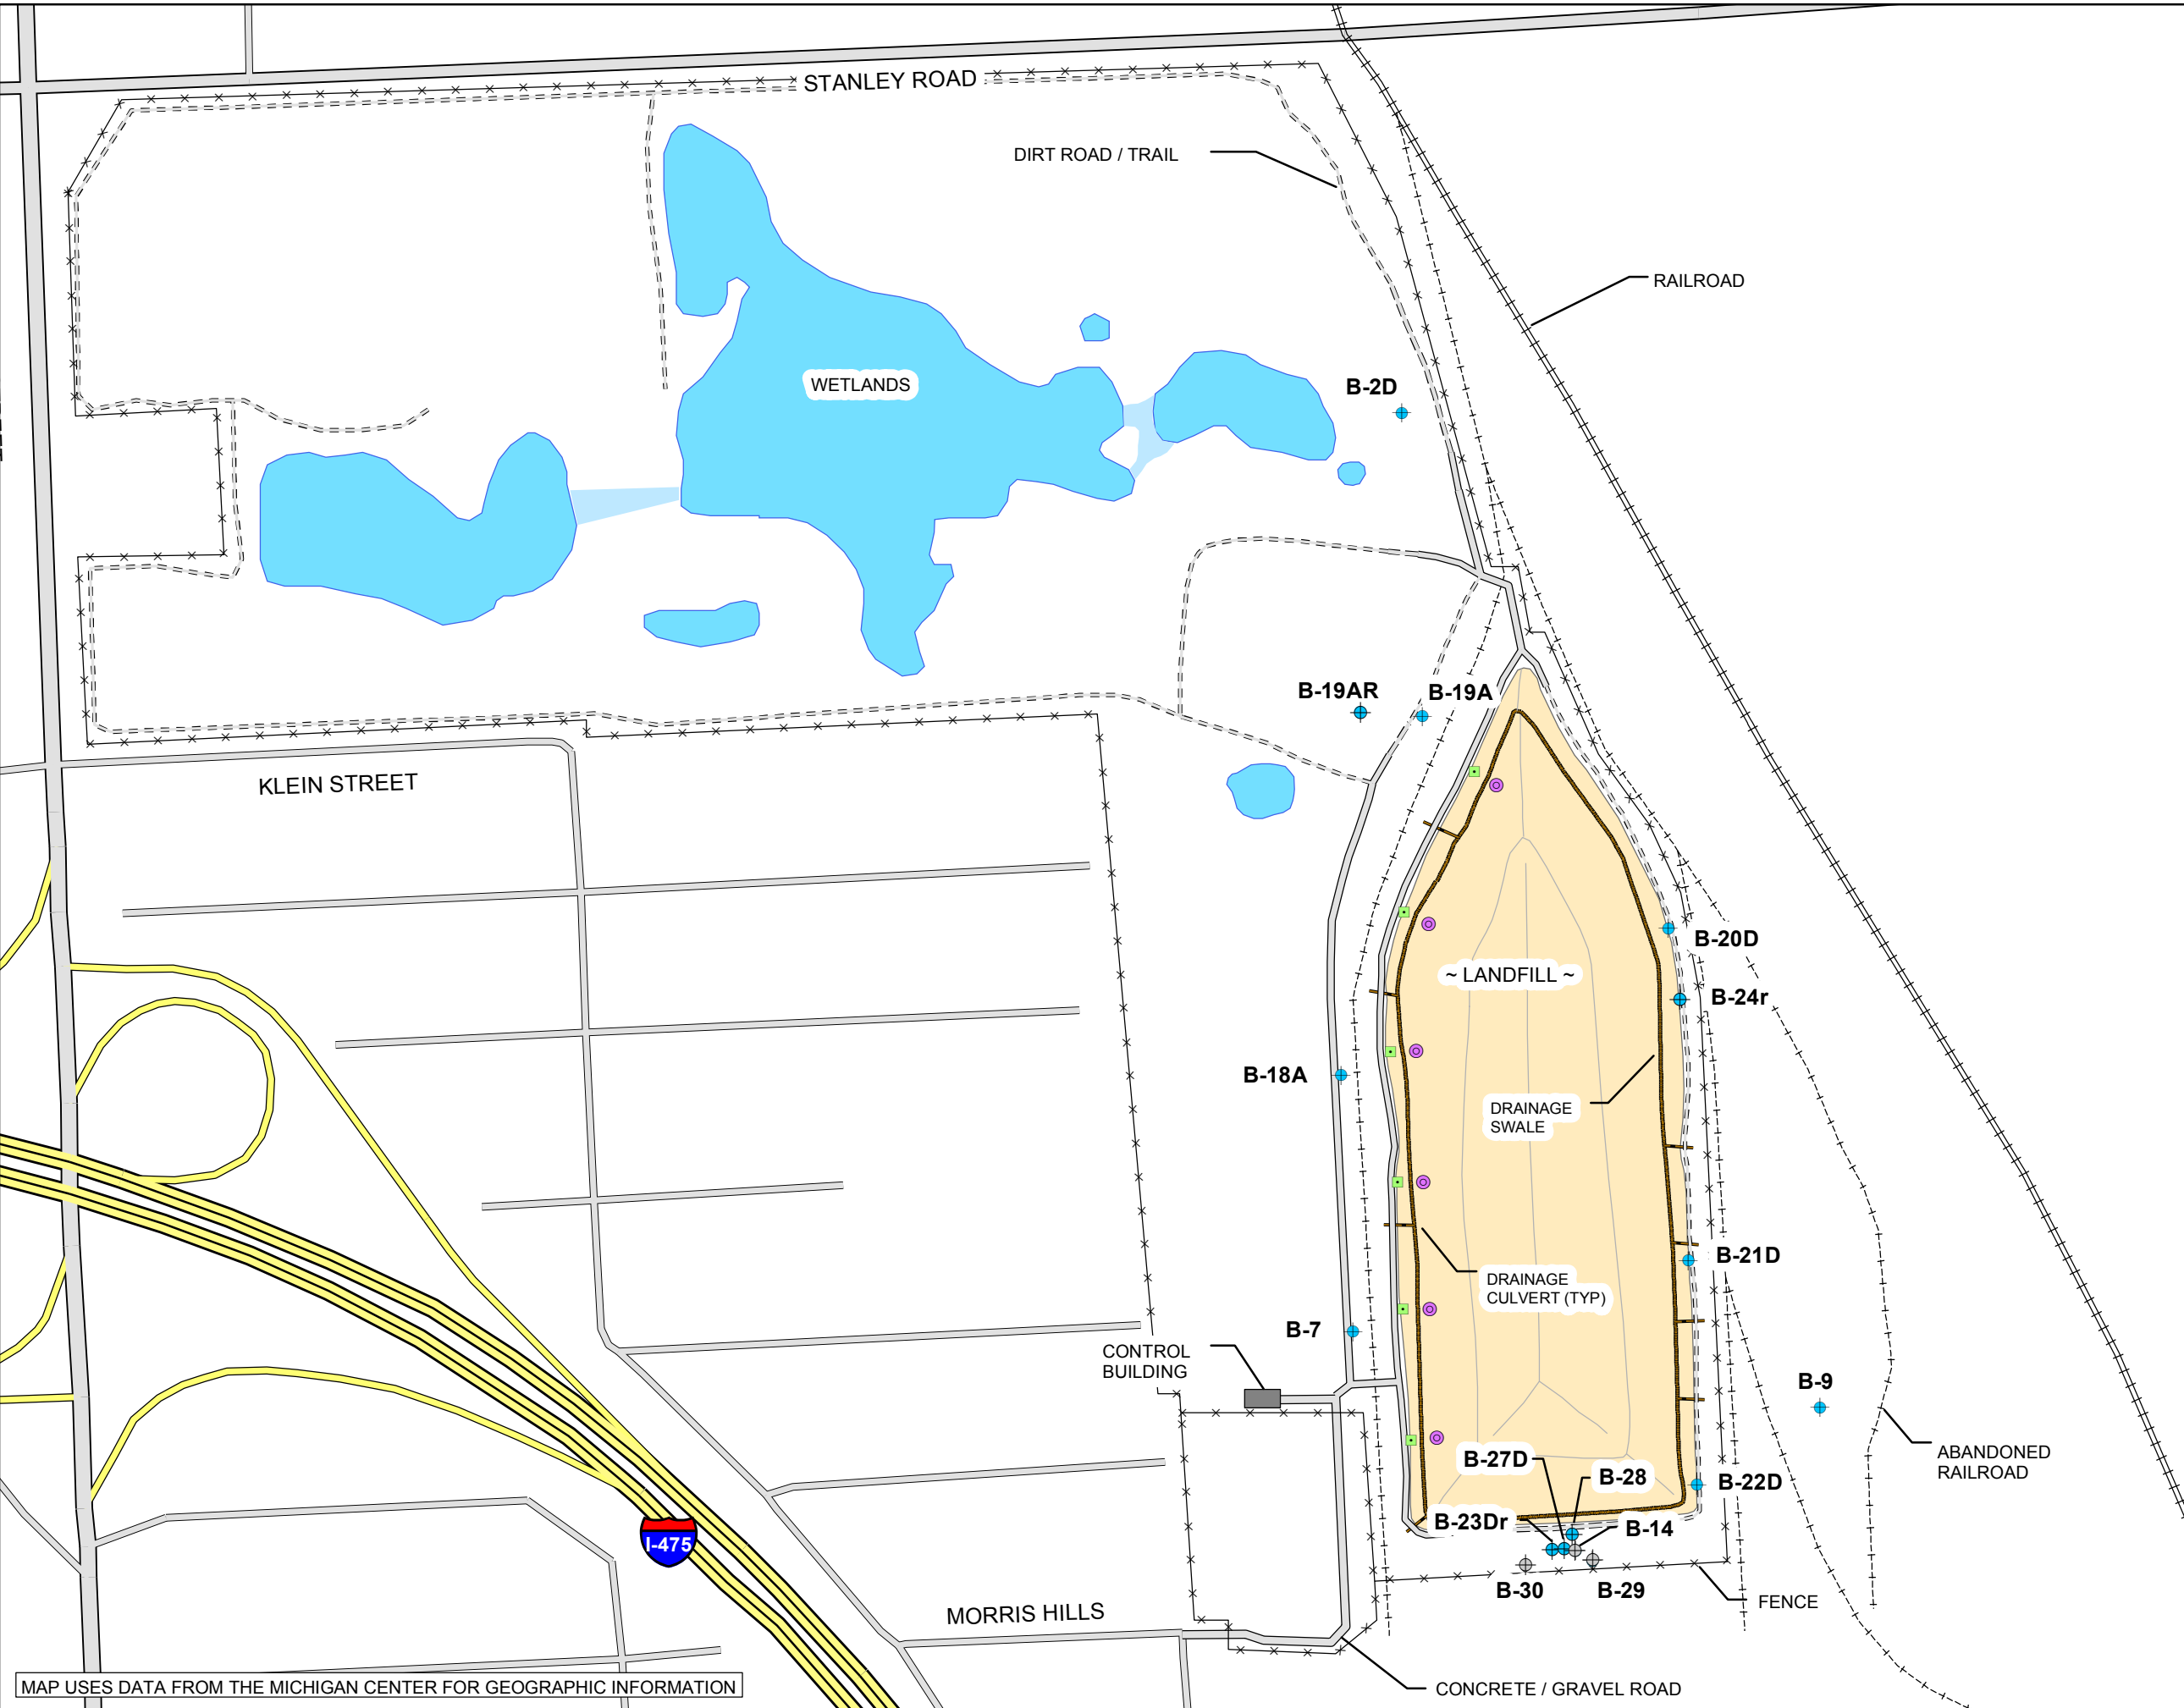 STANLEY ROAD
DIRT ROAD / TRAIL
RAILROAD
WETLANDS
B-2D
B-19AR
B-19A
KLEIN STREET
B-20D
~ LANDFILL ~
B-24r
B-18A
DRAINAGE
SWALE
B-21D
DRAINAGE
CULVERT (TYP)
B-7
CONTROL
BUILDING
B-9
ABANDONED
RAILROAD
B-27D
B-28
B-22D
B-23Dr
B-14
I-475
B-30
B-29
FENCE
MORRIS HILLS
CONCRETE / GRAVEL ROAD
MAP USES DATA FROM THE MICHIGAN CENTER FOR GEOGRAPHIC INFORMATION